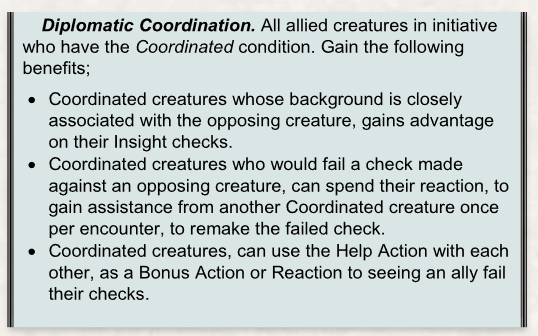 Diplomatic Coordination. All allied creatures in initiative
who have the Coordinated condition. Gain the following
benefits;
• Coordinated creatures whose background is closely
associated with the opposing creature, gains advantage
on their Insight checks.
• Coordinated creatures who would fail a check made
against an opposing creature, can spend their reaction, to
gain assistance from another Coordinated creature once
per encounter, to remake the failed check.
• Coordinated creatures, can use the Help Action with each
other, as a Bonus Action or Reaction to seeing an ally fail
their checks.